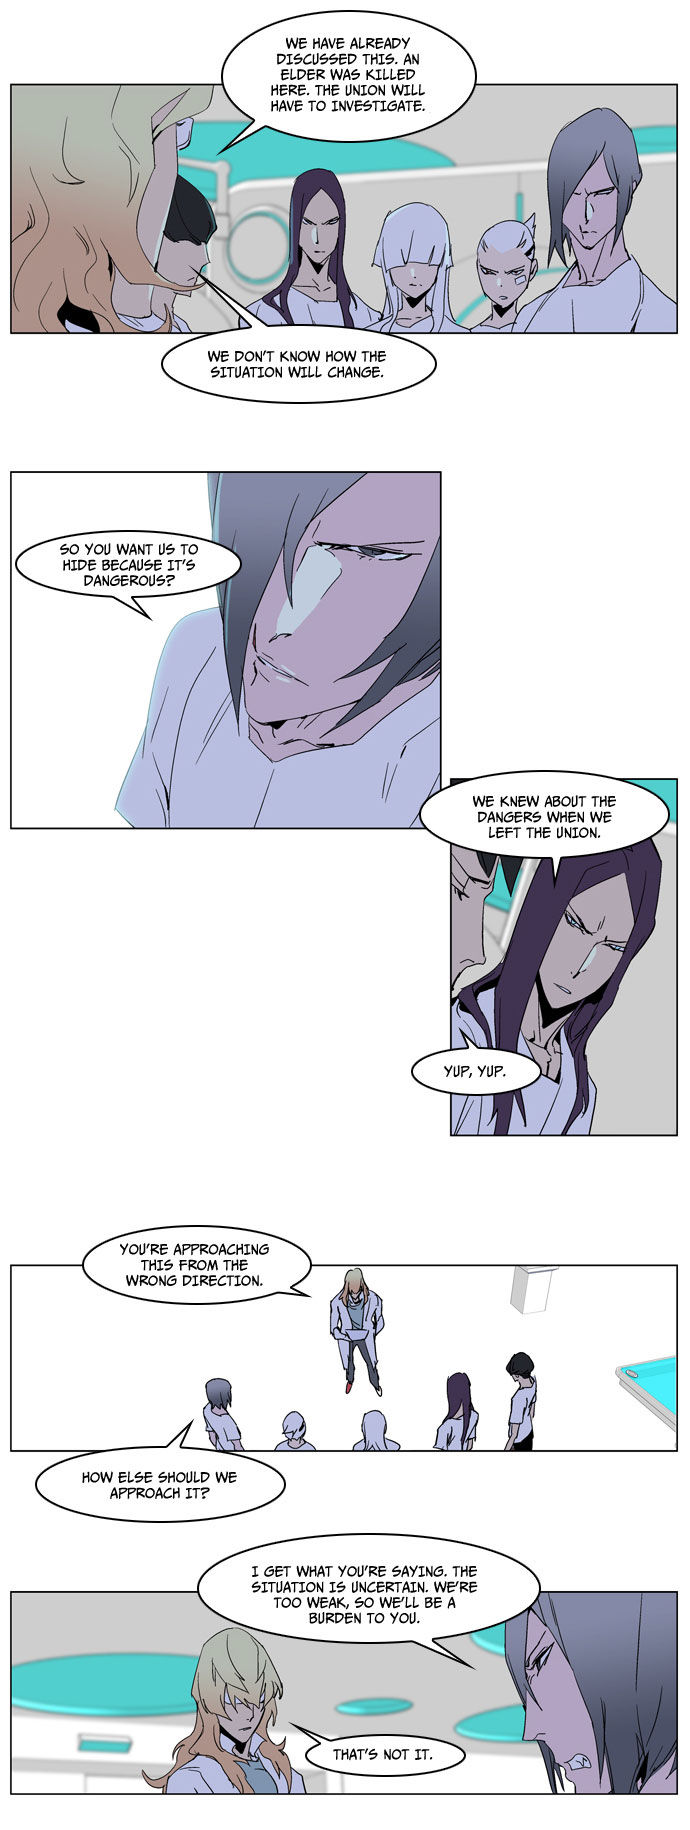 WE HAVE ALREADY
DISCUSSED THIS. AN
ELDER WAS KILLED
HERE. THE UNION WILL
HAVE TO INVESTIGATE.
WE DON'T KNOW HOW THE
SITUATION WILL CHANGE.
SO YOU WANT US TO
HIDE BECAUSE IT'S
DANGEROUS?
WE KNEW ABOUT THE
DANGERS WHEN WE
LEFT THE UNION.
YUP, YUP.
YOU'RE APPROACHING
THIS FROM THE
WRONG DIRECTION.
HOW ELSE SHOULD WE
APPROACH IT?
I GET WHAT YOU'RE SAYING. THE
SITUATION IS UNCERTAIN. WE'RE
TOO WEAK, SO WE'LL BE A
BURDEN TO YOU.
THAT'S NOT IT.